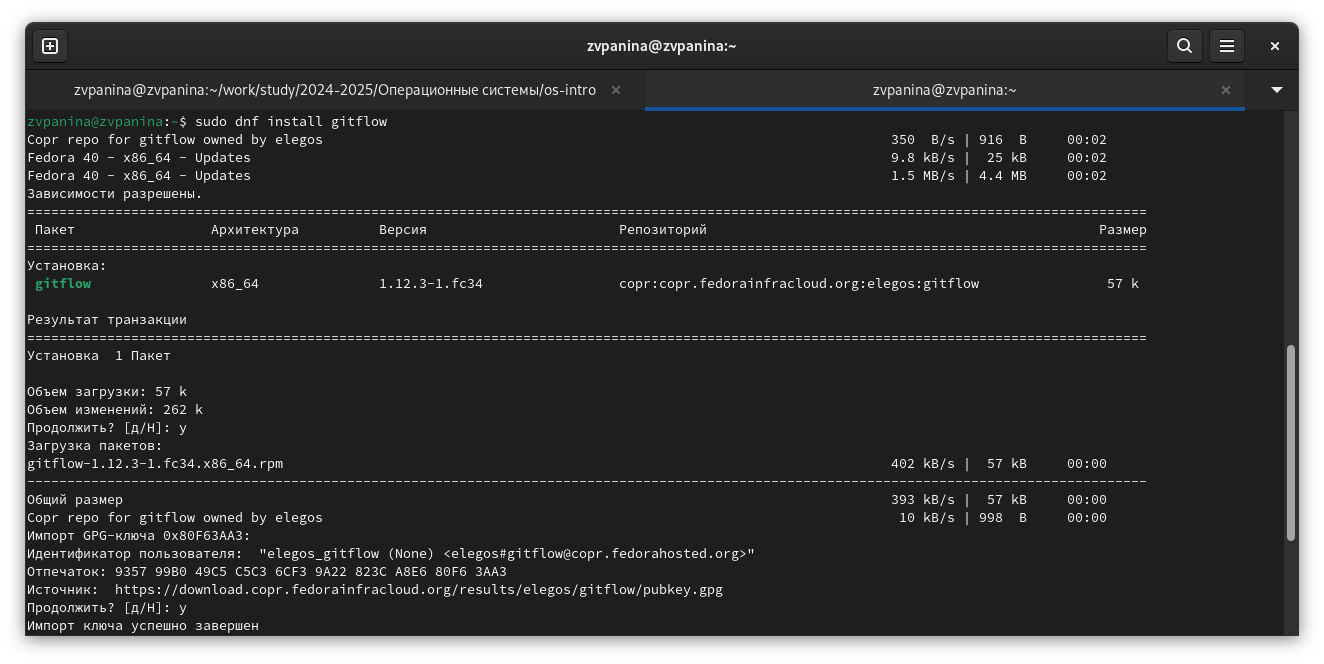 zvpanina@zvpanina:~
zvpanina@zvpanina:~/work/study/2024-2025/Операционные системы/os-intro
zvpanina@zvpanina:~
zvpanina@zvpanina:~$ sudo dnf install gitflow
Copr repo for gitflow owned by elegos 350 B/s | 916 B 00:02
Fedora 40 - x86_64 - Updates 9.8 kB/s | 25 kB 00:02
Fedora 40 - x86_64 - Updates 1.5 MB/s | 4.4 MB 00:02
Зависимости разрешены.
============================================================================================================================================
Пакет Архитектура Версия Репозиторий Размер
============================================================================================================================================
Установка:
gitflow x86_64 1.12.3-1.fc34 copr:copr.fedorainfracloud.org:elegos:gitflow 57 k
Результат транзакции
============================================================================================================================================
Установка 1 Пакет
Объем загрузки: 57 k
Объем изменений: 262 k
Продолжить? [д/Н]: y
Загрузка пакетов:
gitflow-1.12.3-1.fc34.x86_64.rpm 402 kB/s | 57 kB 00:00
--------------------------------------------------------------------------------------------------------------------------------------------
Общий размер 393 kB/s | 57 kB 00:00
Copr repo for gitflow owned by elegos 10 kB/s | 998 B 00:00
Импорт GPG-ключа 0x80F63AA3:
Идентификатор пользователя: "elegos_gitflow (None) <elegos#gitflow@copr.fedorahosted.org>"
Отпечаток: 9357 99B0 49C5 C5C3 6CF3 9A22 823C A8E6 80F6 3AA3
Источник: https://download.copr.fedorainfracloud.org/results/elegos/gitflow/pubkey.gpg
Продолжить? [д/Н]: y
Импорт ключа успешно завершен